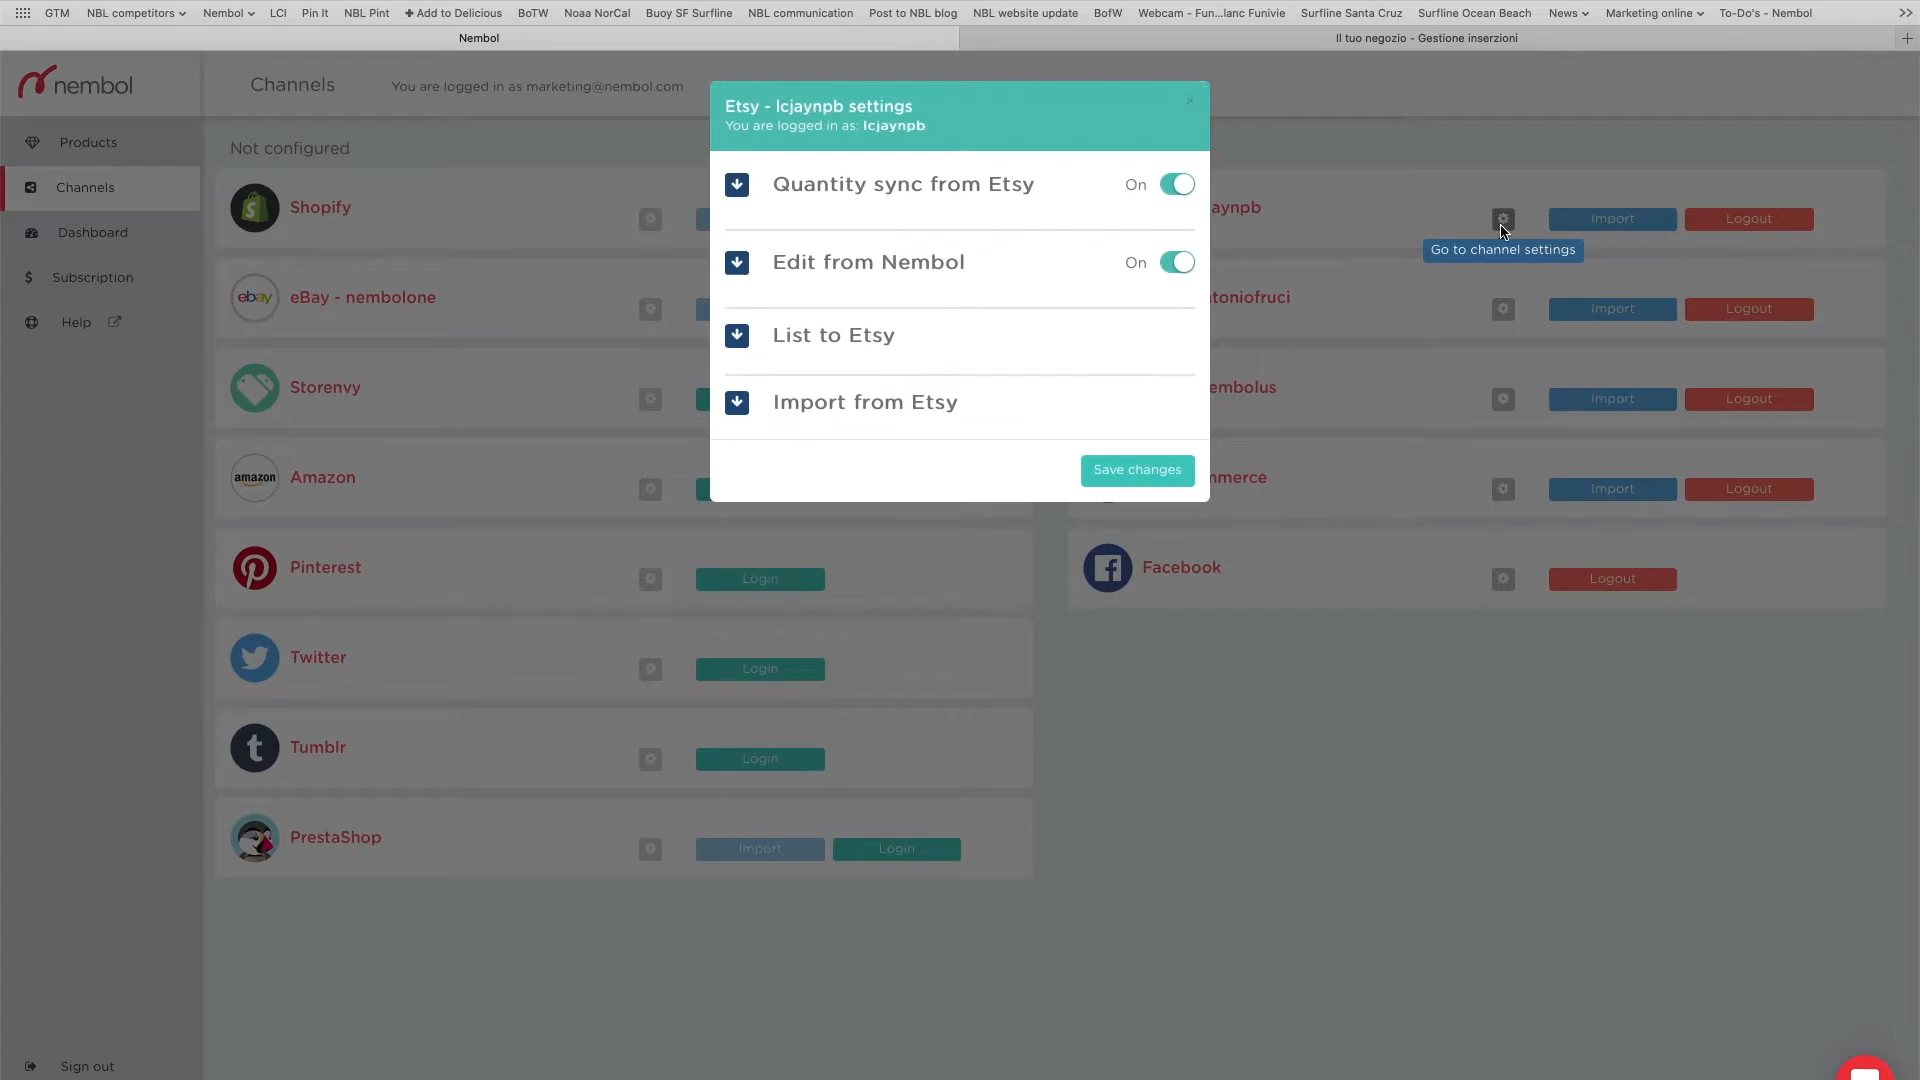 GTM NBL competitors Nembol LCI Pin It NBL Pint + Add to Delicious BoTW Noaa NorCal Buoy SF Surfline NBL communication Post to NBL blog NBL website update BofW Webcam - Fun...lanc Funivie Surfline Santa Cruz Surfline Ocean Beach News Marketing online To-Do's - Nembol
Nembol Il tuo negozio - Gestione inserzioni
nembol
Channels You are logged in as marketing@nembol.com
Products
Channels
Dashboard
$ Subscription
Help
Sign out
Not configured
Shopify
ebay eBay - nembolone
Storenvy
amazon Amazon
Pinterest Login
Twitter Login
Tumblr Login
PrestaShop Import Login
Etsy - lcjaynpb settings
You are logged in as: lcjaynpb
×
Quantity sync from Etsy On
Edit from Nembol On
List to Etsy
Import from Etsy
Save changes
aynpb Import Logout
Go to channel settings
toniofruci Import Logout
embolus Import Logout
mmerce Import Logout
Facebook Logout